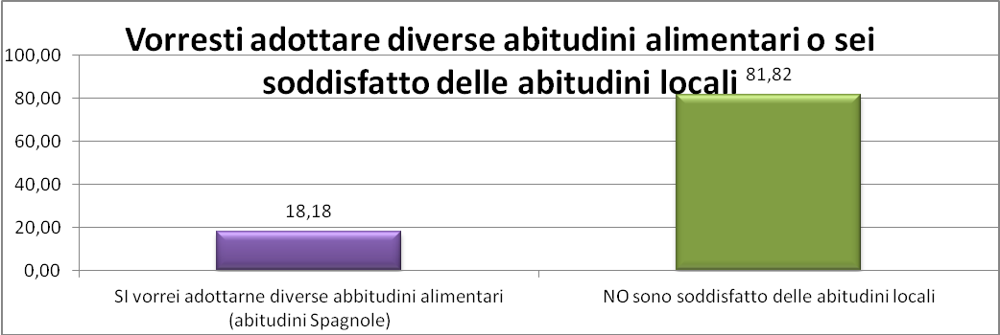 Vorresti adottare diverse abitudini alimentari o sei
soddisfatto delle abitudini locali
100,00
80,00
60,00
40,00
20,00
0,00
18,18
81,82
SI vorrei adottarne diverse abbitudini alimentari
(abitudini Spagnole)
NO sono soddisfatto delle abitudini locali